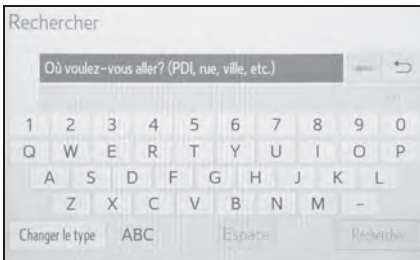 Rechercher
Où voulez-vous aller? (PDI, rue, ville, etc.)
1 2 3 4 5 6 7 8 9 0
Q W E R T Y U I O P
A S D F G H J K L
Z X C V B N M -
Changer le type ABC Espace Rechercher